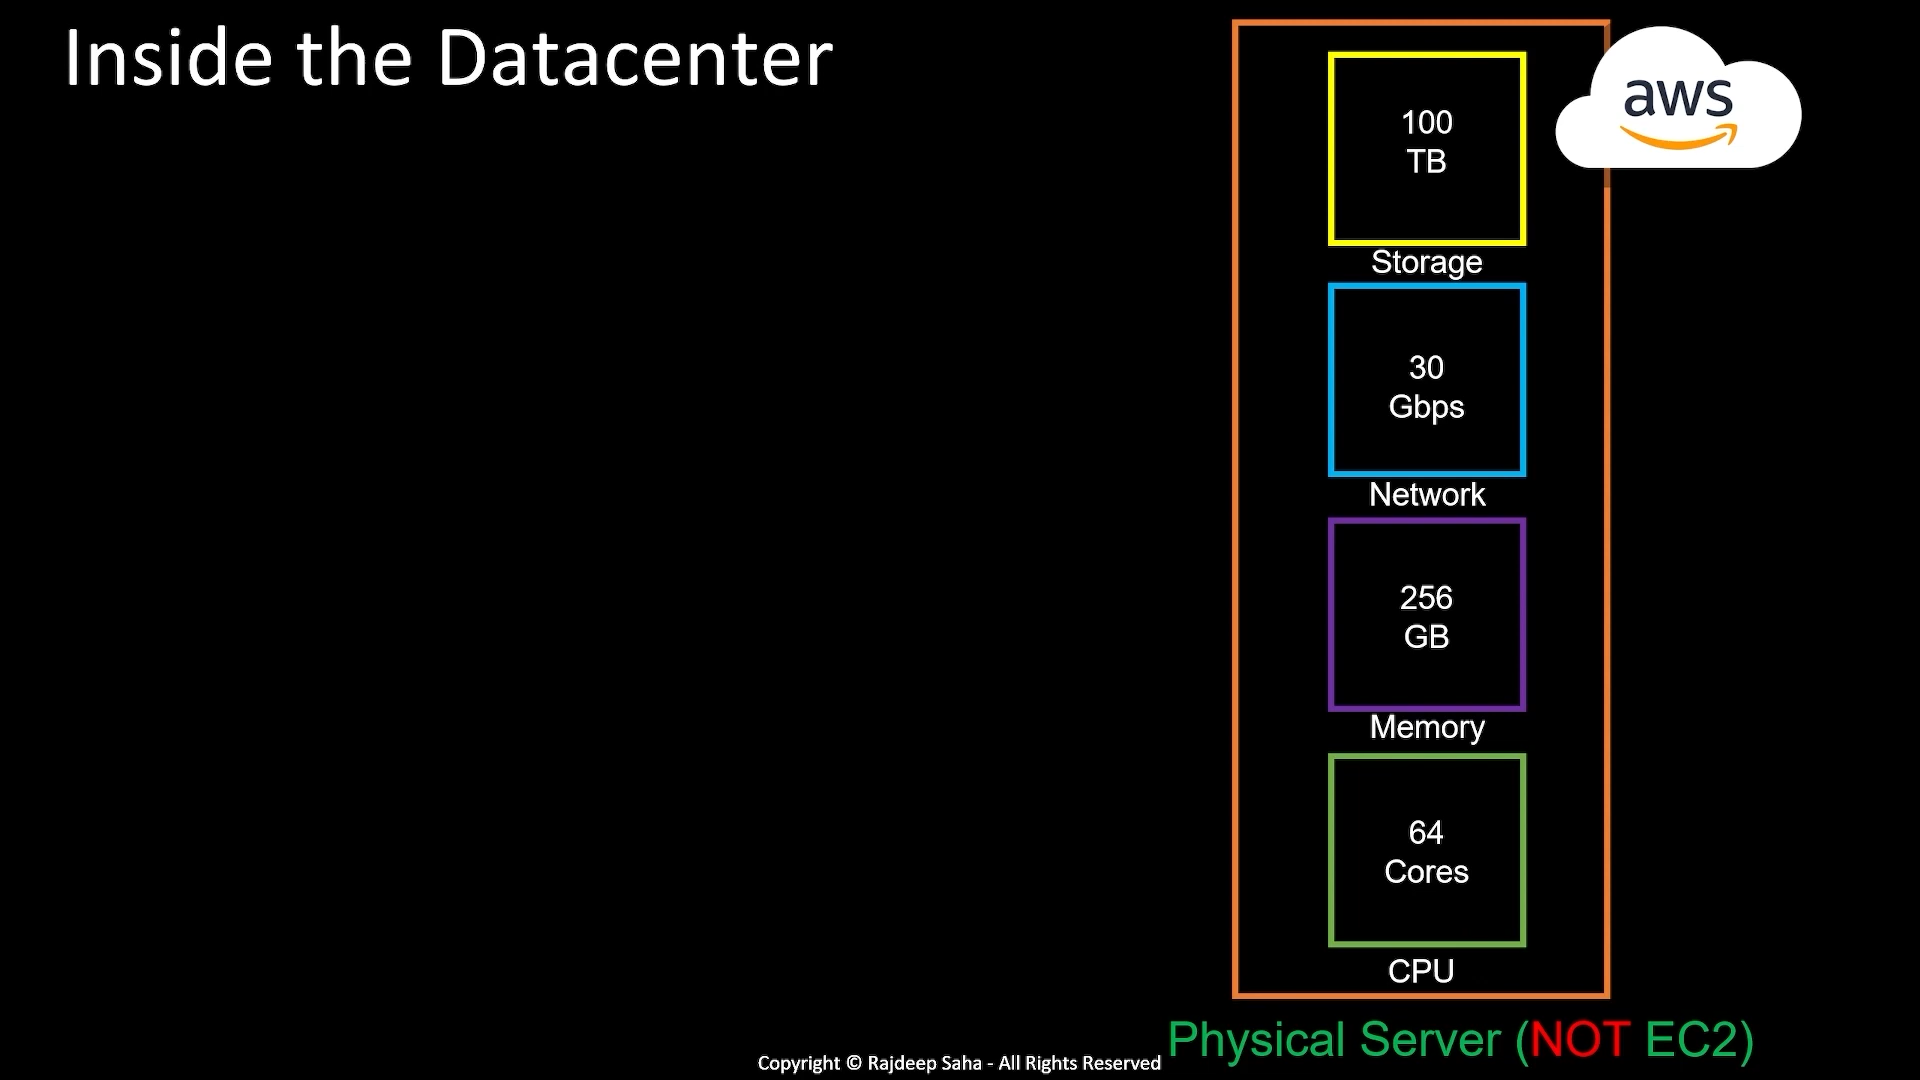 Inside the Datacenter
aws
100
TB
Storage
30
Gbps
Network
256
GB
Memory
64
Cores
CPU
Physical Server (NOT EC2)
Copyright © Rajdeep Saha - All Rights Reserved